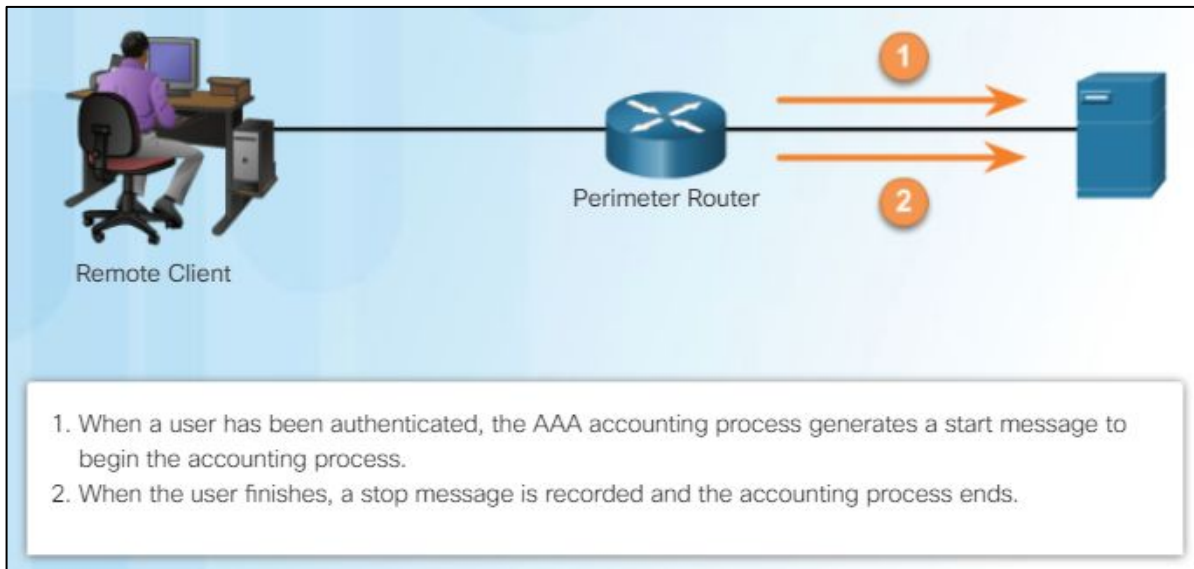 1
Perimeter Router
2
Remote Client
1. When a user has been authenticated, the AAA accounting process generates a start message to
begin the accounting process.
2. When the user finishes, a stop message is recorded and the accounting process ends.